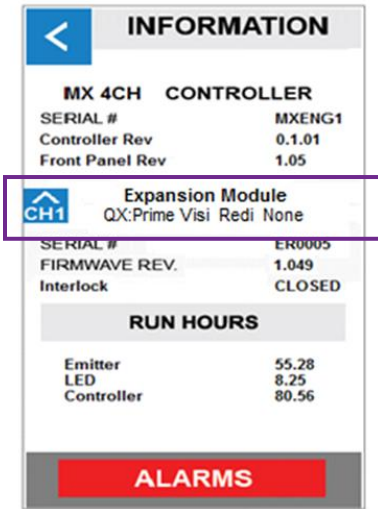 INFORMATION
MX 4CH CONTROLLER
SERIAL # MXENG1
Controller Rev 0.1.01
Front Panel Rev 1.05
CH1 Expansion Module
QX:Prime Visi Redi None
SERIAL # ER0005
FIRMWAVE REV. 1.049
Interlock CLOSED
RUN HOURS
Emitter 55.28
LED 8.25
Controller 80.56
ALARMS